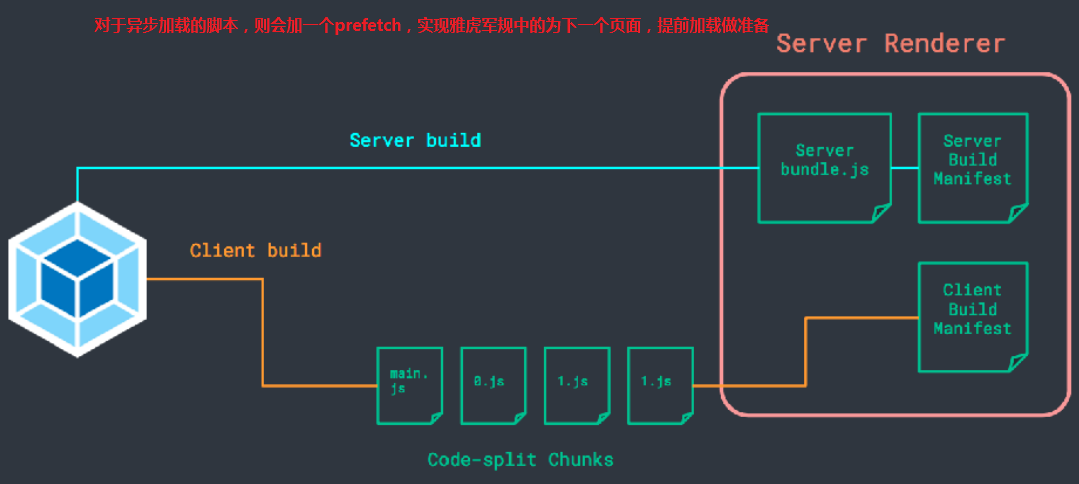 对于异步加载的脚本，则会加一个prefetch，实现雅虎军规中的为下一个页面，提前加载做准备
Server Renderer
Server build
Server
bundle.js
Server
Build
Manifest
Client build
Client
Build
Manifest
main.
js
0.js
1.js
1.js
Code-split Chunks